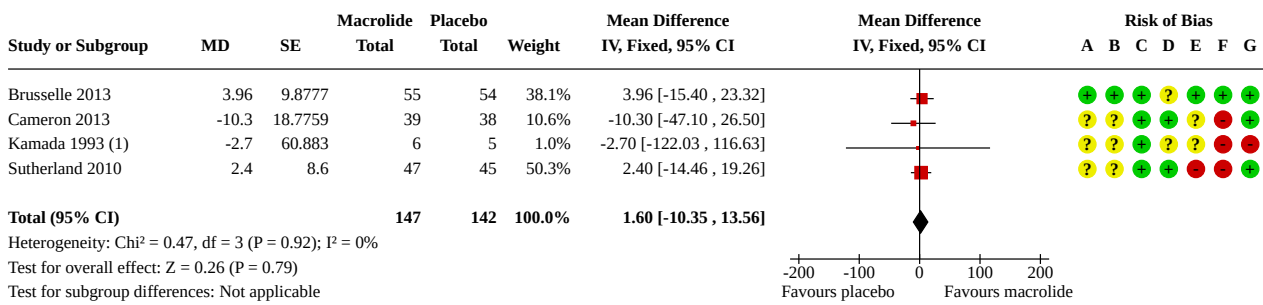 Macrolide Placebo Mean Difference Mean Difference Risk of Bias
Study or Subgroup MD SE Total Total Weight IV, Fixed, 95% CI IV, Fixed, 95% CI A B C D E F G
Brusselle 2013 3.96 9.8777 55 54 38.1% 3.96 [-15.40 , 23.32] + + + ? + + +
Cameron 2013 -10.3 18.7759 39 38 10.6% -10.30 [-47.10 , 26.50] ? ? + + ? - +
Kamada 1993 (1) -2.7 60.883 6 5 1.0% -2.70 [-122.03 , 116.63] ? ? + ? ? - -
Sutherland 2010 2.4 8.6 47 45 50.3% 2.40 [-14.46 , 19.26] ? ? + + - - +
Total (95% CI) 147 142 100.0% 1.60 [-10.35 , 13.56]
Heterogeneity: Chi² = 0.47, df = 3 (P = 0.92); I² = 0%
Test for overall effect: Z = 0.26 (P = 0.79)
-200 -100 0 100 200
Test for subgroup differences: Not applicable Favours placebo Favours macrolide